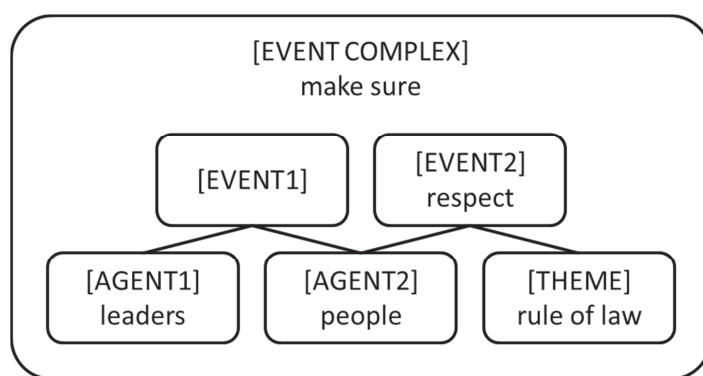 [EVENT COMPLEX]
make sure
[EVENT1]
[EVENT2]
respect
[AGENT1]
leaders
[AGENT2]
people
[THEME]
rule of law